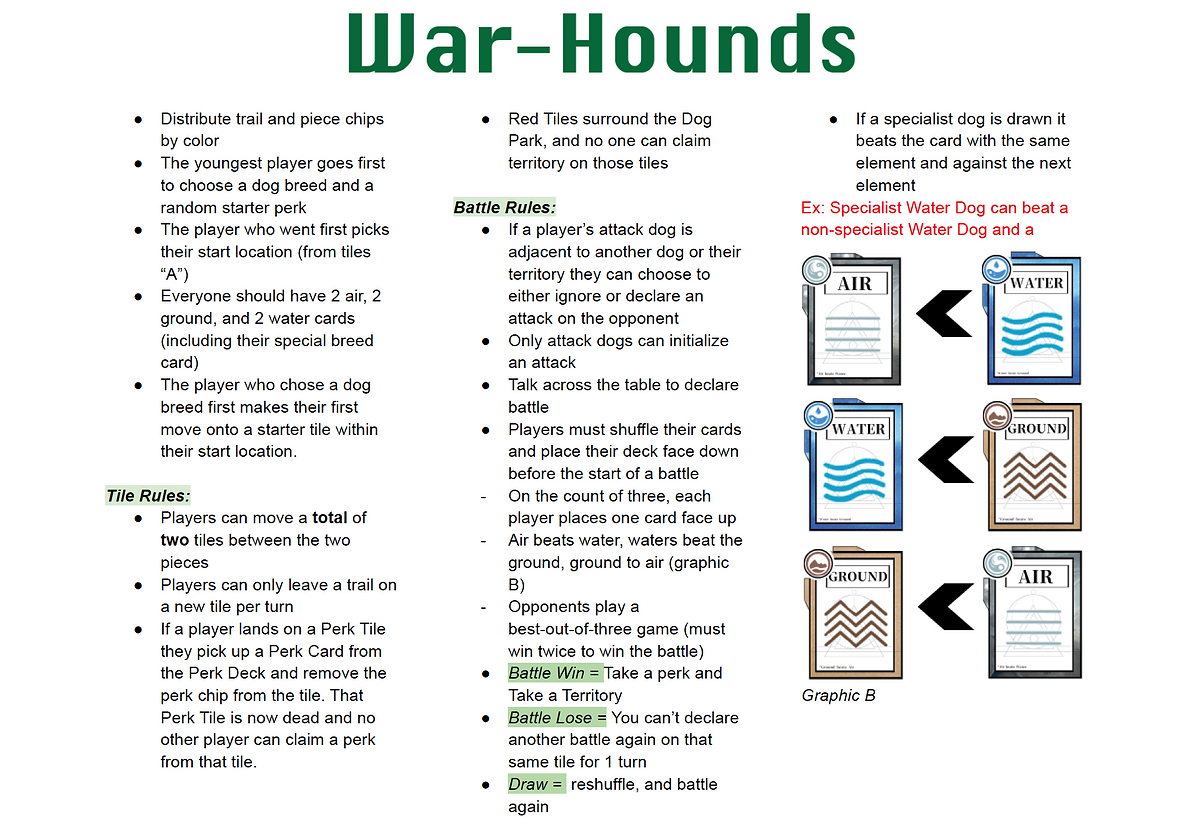 War-Hounds
● Distribute trail and piece chips
by color
● The youngest player goes first
to choose a dog breed and a
random starter perk
● The player who went first picks
their start location (from tiles
“A”)
● Everyone should have 2 air, 2
ground, and 2 water cards
(including their special breed
card)
● The player who chose a dog
breed first makes their first
move onto a starter tile within
their start location.
Tile Rules:
● Players can move a total of
two tiles between the two
pieces
● Players can only leave a trail on
a new tile per turn
● If a player lands on a Perk Tile
they pick up a Perk Card from
the Perk Deck and remove the
perk chip from the tile. That
Perk Tile is now dead and no
other player can claim a perk
from that tile.
● Red Tiles surround the Dog
Park, and no one can claim
territory on those tiles
Battle Rules:
● If a player’s attack dog is
adjacent to another dog or their
territory they can choose to
either ignore or declare an
attack on the opponent
● Only attack dogs can initialize
an attack
● Talk across the table to declare
battle
● Players must shuffle their cards
and place their deck face down
before the start of a battle
- On the count of three, each
player places one card face up
- Air beats water, waters beat the
ground, ground to air (graphic
B)
- Opponents play a
best-out-of-three game (must
win twice to win the battle)
● Battle Win = Take a perk and
Take a Territory
● Battle Lose = You can’t declare
another battle again on that
same tile for 1 turn
● Draw = reshuffle, and battle
again
● If a specialist dog is drawn it
beats the card with the same
element and against the next
element
Ex: Specialist Water Dog can beat a
non-specialist Water Dog and a
AIR
WATER
WATER
GROUND
GROUND
AIR
Graphic B